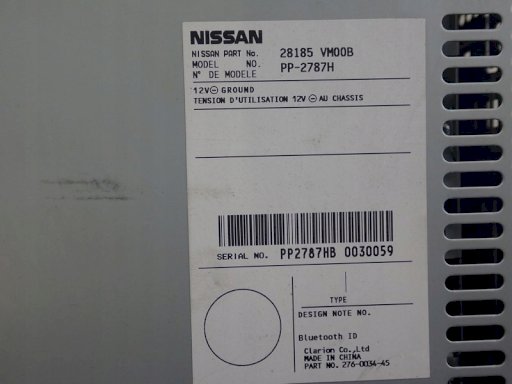 NISSAN
NISSAN PART No. 28185 VM00B
MODEL NO. PP-2787H
N° DE MODELE
12V⊖GROUND
TENSION D'UTILISATION 12V ⊖ AU CHASSIS
SERIAL NO. PP2787HB 0030059
TYPE
DESIGN NOTE NO.
Bluetooth ID
Clarion Co.,Ltd
MADE IN CHINA
PART NO. 276-0034-45